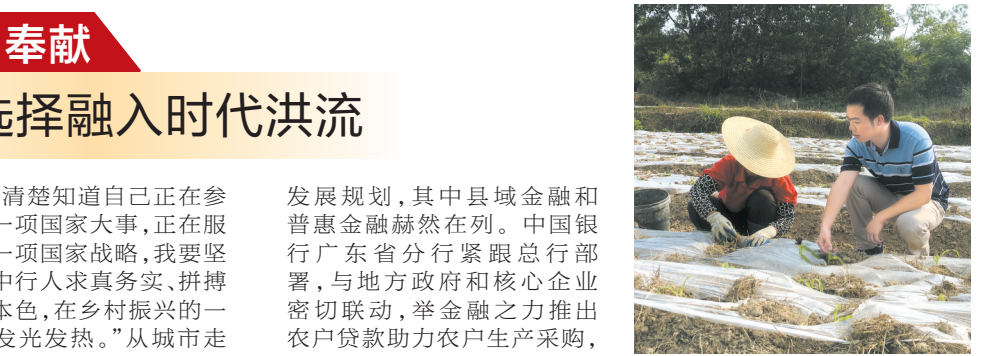 奉献
选择融入时代洪流
清楚知道自己正在参
一项国家大事,正在服
一项国家战略,我要坚
中行人求真务实、拼搏
本色,在乡村振兴的一
发光发热。”从城市走
发展规划,其中县域金融和
普惠金融赫然在列。中国银
行广东省分行紧跟总行部
署,与地方政府和核心企业
密切联动,举金融之力推出
农户贷款助力农户生产采购,